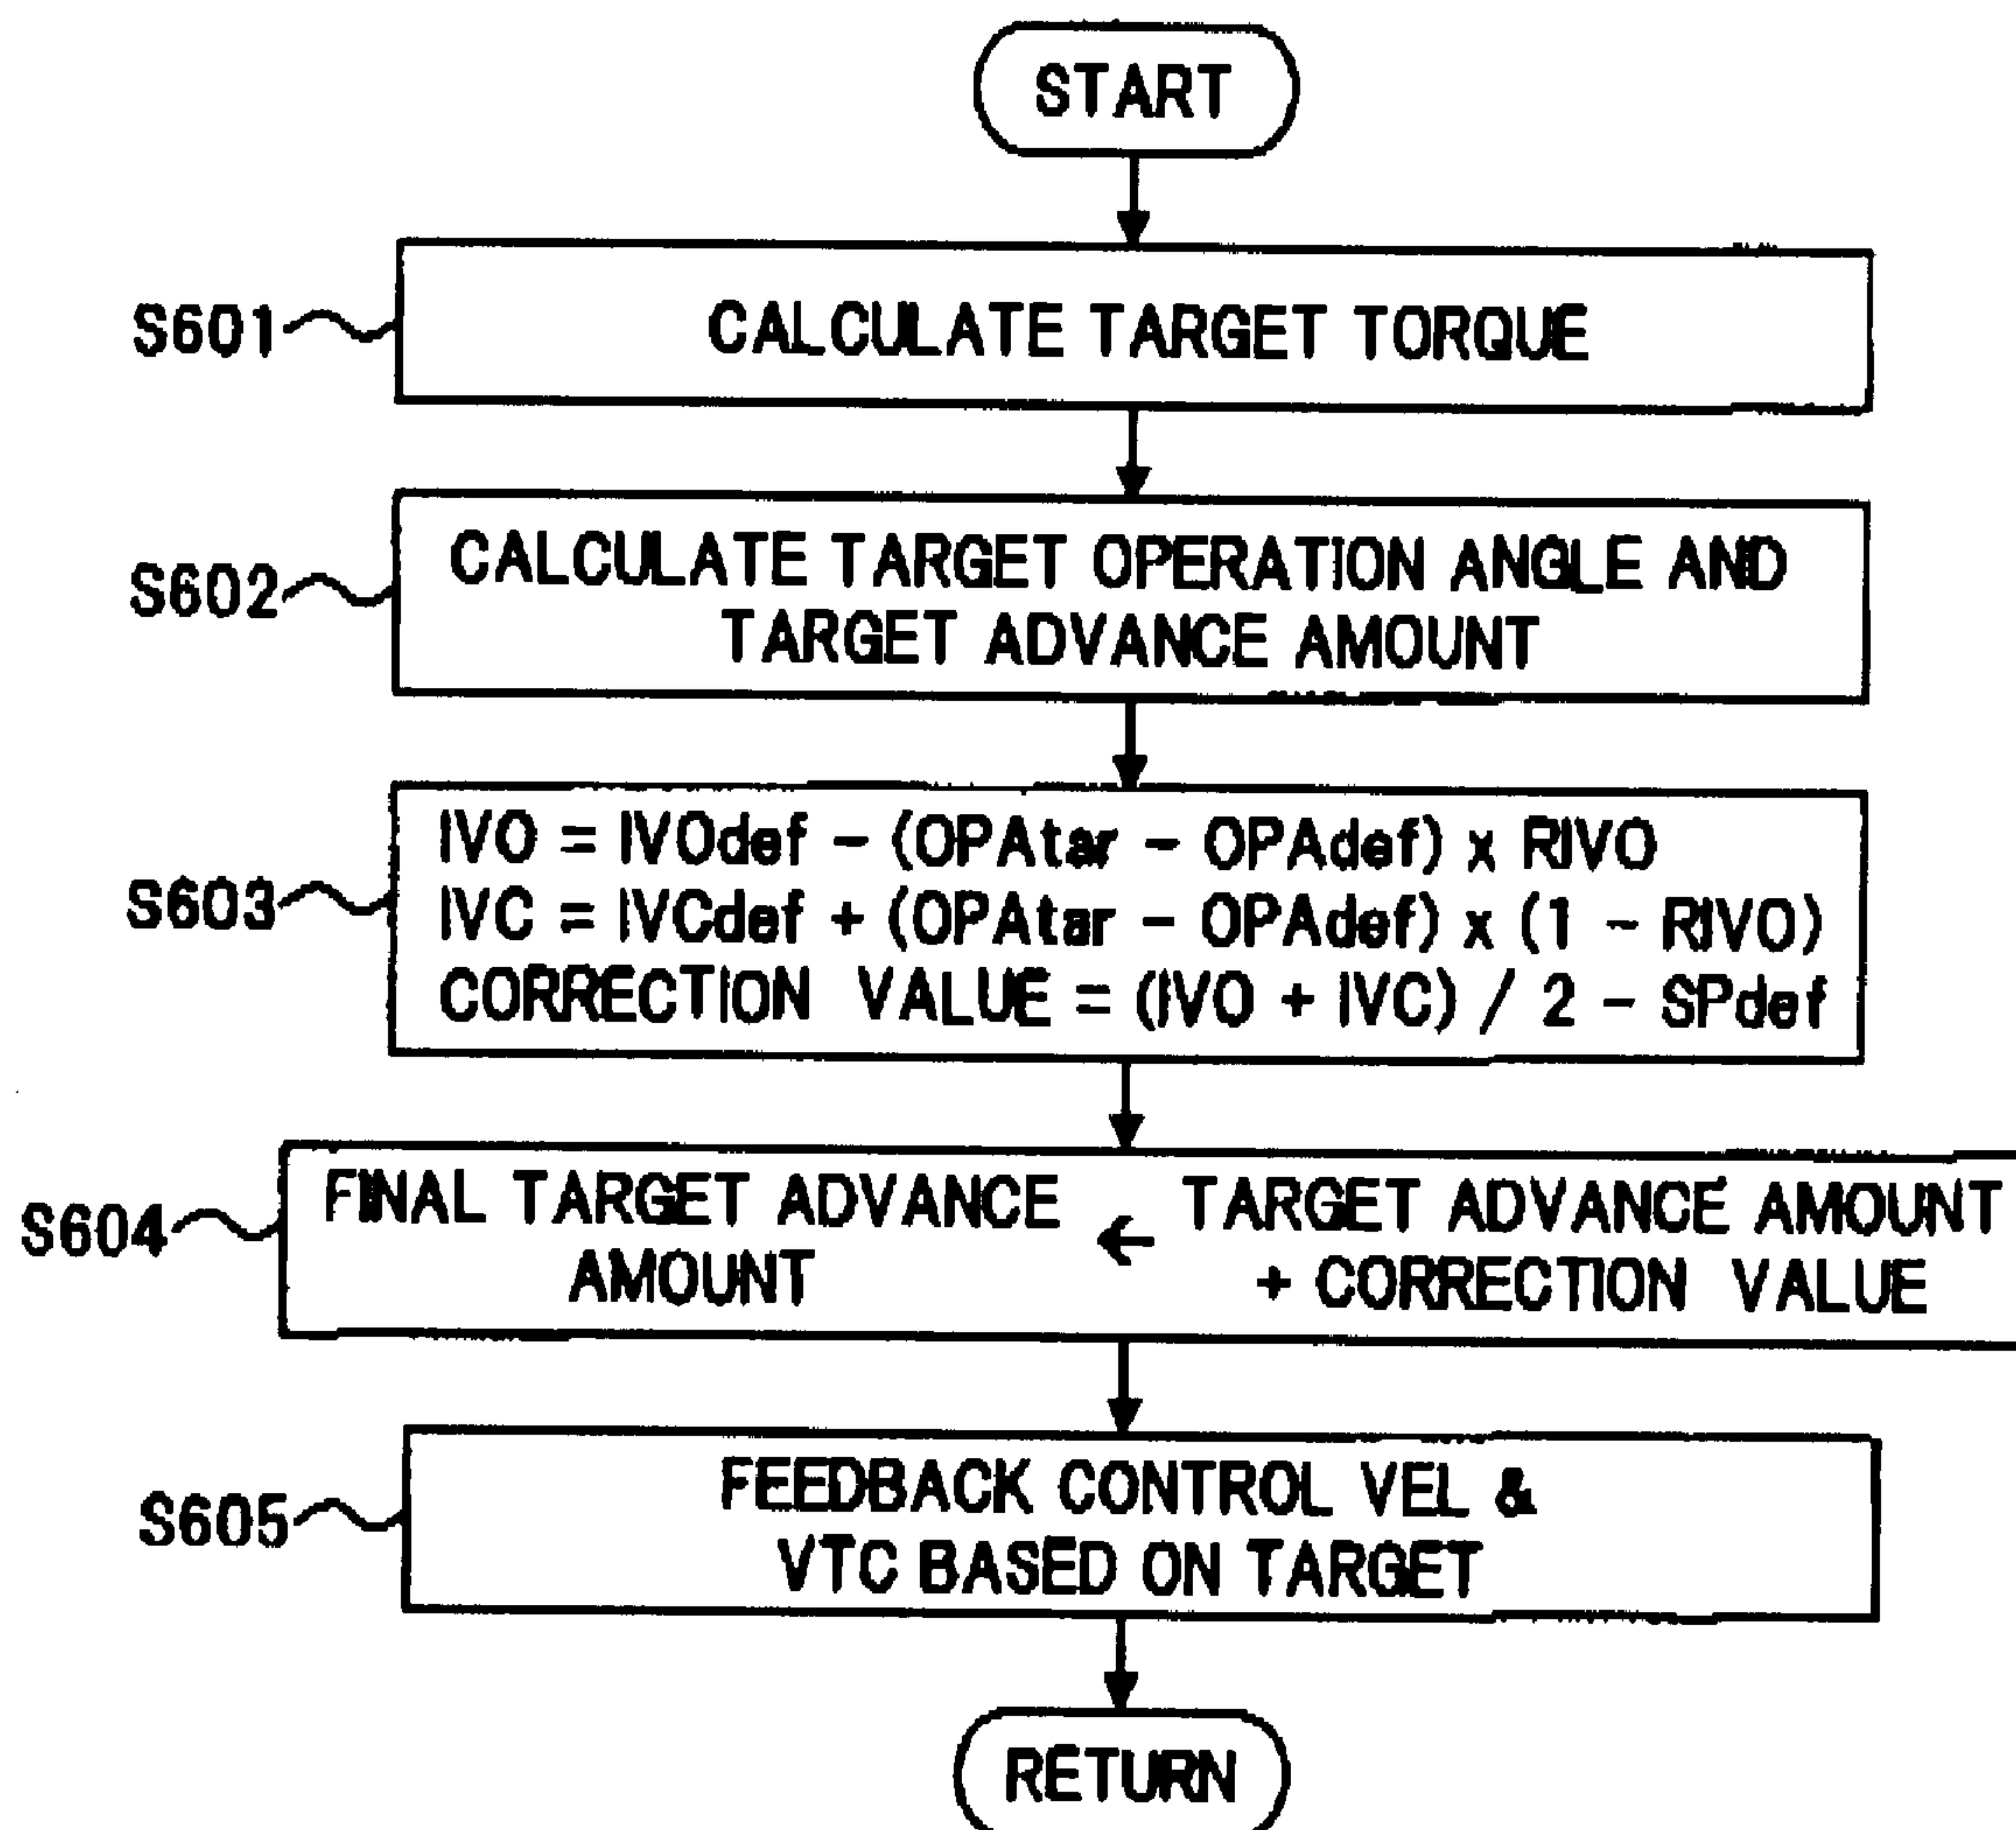 START
S601
CALCULATE TARGET TORQUE
S602
CALCULATE TARGET OPERATION ANGLE AND
TARGET ADVANCE AMOUNT
S603
IVO = IVOdef - (OPAtar - OPAdef) x RIVO
IVC = IVCdef + (OPAtar - OPAdef) x (1 - RIVO)
CORRECTION VALUE = (IVO + IVC) / 2 - SPdef
S604
FINAL TARGET ADVANCE
AMOUNT
←
TARGET ADVANCE AMOUNT
+ CORRECTION VALUE
S605
FEEDBACK CONTROL VEL &
VTC BASED ON TARGET
RETURN